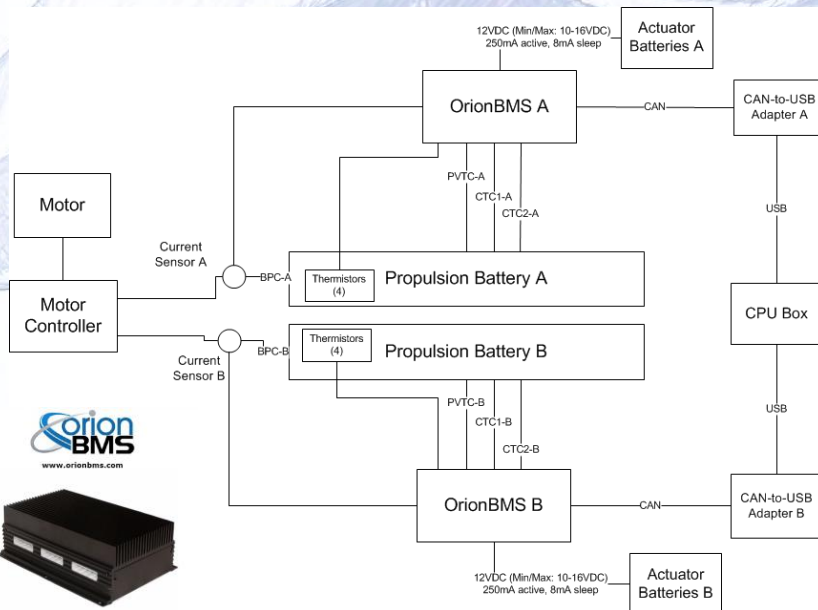 12VDC (Min/Max: 10-16VDC)
250mA active, 8mA sleep
Actuator
Batteries A
OrionBMS A
CAN
CAN-to-USB
Adapter A
PVTC-A
CTC1-A
CTC2-A
USB
Motor
Current
Sensor A
BPC-A
Thermistors
(4)
Propulsion Battery A
Motor
Controller
CPU Box
Thermistors
(4)
Propulsion Battery B
BPC-B
Current
Sensor B
PVTC-B
CTC1-B
CTC2-B
USB
orion
BMS
www.orionbms.com
OrionBMS B
CAN
CAN-to-USB
Adapter B
12VDC (Min/Max: 10-16VDC)
250mA active, 8mA sleep
Actuator
Batteries B